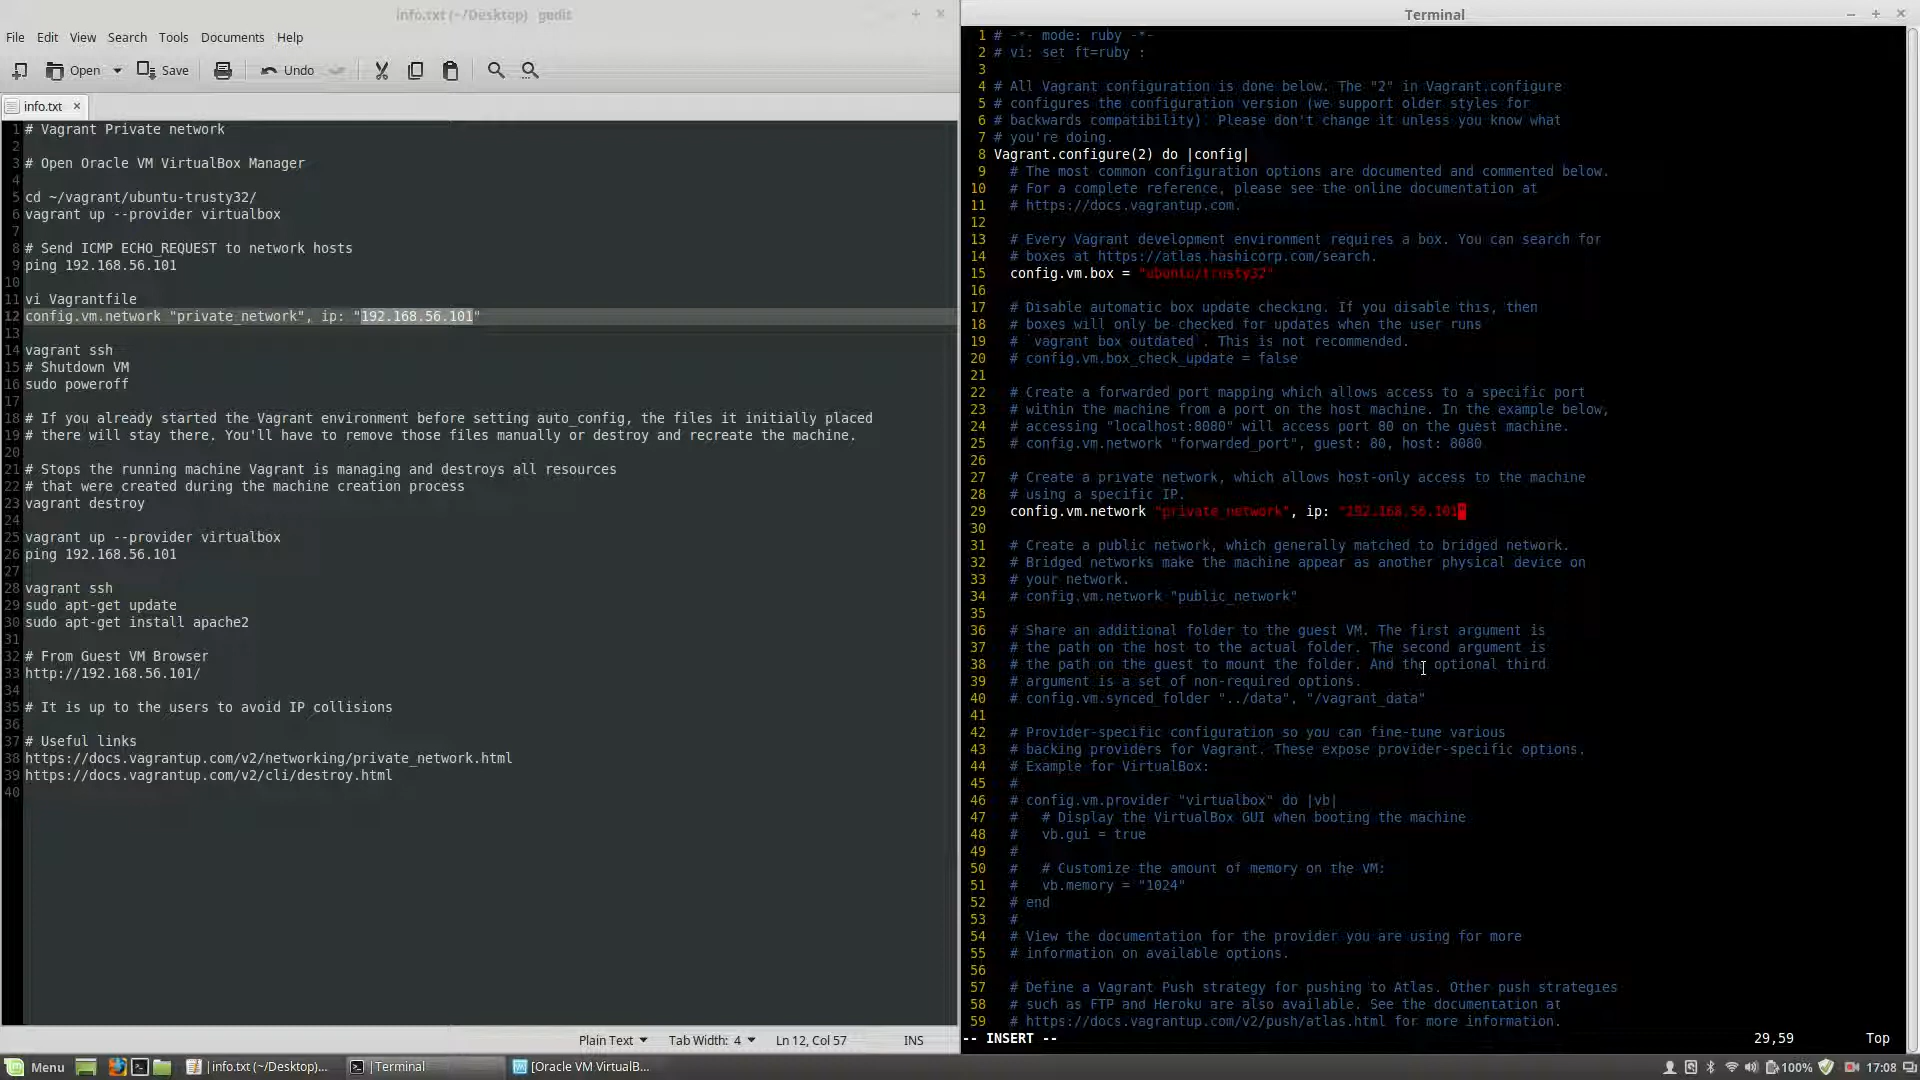 info.txt (~/Desktop) - gedit
File Edit View Search Tools Documents Help
Open Save Undo
info.txt
1 # Vagrant Private network
2
3 # Open Oracle VM VirtualBox Manager
4
5 cd ~/vagrant/ubuntu-trusty32/
6 vagrant up --provider virtualbox
7
8 # Send ICMP ECHO_REQUEST to network hosts
9 ping 192.168.56.101
10
11 vi Vagrantfile
12 config.vm.network "private_network", ip: "192.168.56.101"
13
14 vagrant ssh
15 # Shutdown VM
16 sudo poweroff
17
18 # If you already started the Vagrant environment before setting auto_config, the files it initially placed
19 # there will stay there. You'll have to remove those files manually or destroy and recreate the machine.
20
21 # Stops the running machine Vagrant is managing and destroys all resources
22 # that were created during the machine creation process
23 vagrant destroy
24
25 vagrant up --provider virtualbox
26 ping 192.168.56.101
27
28 vagrant ssh
29 sudo apt-get update
30 sudo apt-get install apache2
31
32 # From Guest VM Browser
33 http://192.168.56.101/
34
35 # It is up to the users to avoid IP collisions
36
37 # Useful links
38 https://docs.vagrantup.com/v2/networking/private_network.html
39 https://docs.vagrantup.com/v2/cli/destroy.html
40
Plain Text Tab Width: 4 Ln 12, Col 57 INS
Terminal
1 # -*- mode: ruby -*-
2 # vi: set ft=ruby :
3
4 # All Vagrant configuration is done below. The "2" in Vagrant.configure
5 # configures the configuration version (we support older styles for
6 # backwards compatibility). Please don't change it unless you know what
7 # you're doing.
8 Vagrant.configure(2) do |config|
9 # The most common configuration options are documented and commented below.
10 # For a complete reference, please see the online documentation at
11 # https://docs.vagrantup.com.
12
13 # Every Vagrant development environment requires a box. You can search for
14 # boxes at https://atlas.hashicorp.com/search.
15 config.vm.box = "ubuntu/trusty32"
16
17 # Disable automatic box update checking. If you disable this, then
18 # boxes will only be checked for updates when the user runs
19 # `vagrant box outdated`. This is not recommended.
20 # config.vm.box_check_update = false
21
22 # Create a forwarded port mapping which allows access to a specific port
23 # within the machine from a port on the host machine. In the example below,
24 # accessing "localhost:8080" will access port 80 on the guest machine.
25 # config.vm.network "forwarded_port", guest: 80, host: 8080
26
27 # Create a private network, which allows host-only access to the machine
28 # using a specific IP.
29 config.vm.network "private_network", ip: "192.168.56.101"
30
31 # Create a public network, which generally matched to bridged network.
32 # Bridged networks make the machine appear as another physical device on
33 # your network.
34 # config.vm.network "public_network"
35
36 # Share an additional folder to the guest VM. The first argument is
37 # the path on the host to the actual folder. The second argument is
38 # the path on the guest to mount the folder. And the optional third
39 # argument is a set of non-required options.
40 # config.vm.synced_folder "../data", "/vagrant_data"
41
42 # Provider-specific configuration so you can fine-tune various
43 # backing providers for Vagrant. These expose provider-specific options.
44 # Example for VirtualBox:
45 #
46 # config.vm.provider "virtualbox" do |vb|
47 #   # Display the VirtualBox GUI when booting the machine
48 #   vb.gui = true
49 #
50 #   # Customize the amount of memory on the VM:
51 #   vb.memory = "1024"
52 # end
53 #
54 # View the documentation for the provider you are using for more
55 # information on available options.
56
57 # Define a Vagrant Push strategy for pushing to Atlas. Other push strategies
58 # such as FTP and Heroku are also available. See the documentation at
59 # https://docs.vagrantup.com/v2/push/atlas.html for more information.
-- INSERT -- 29,59 Top
Menu info.txt (~/Desktop)... Terminal [Oracle VM VirtualB... 100% 17:08